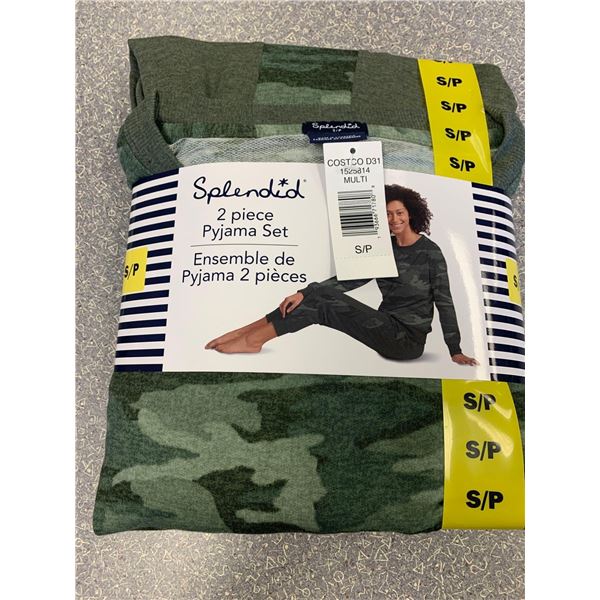 S/P
S/P
S/P
S/P
S/P
Splendid
S/P
COSTCO D31
1525814
MULTI
S/P
Splendid
2 piece
Pyjama Set
Ensemble de
Pyjama 2 pièces
S/P
S
S/P
S/P
S/P